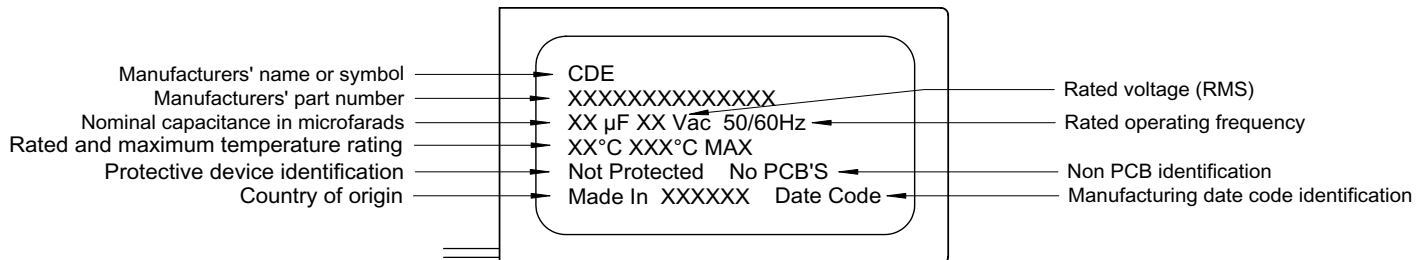 Manufacturers' name or symbol
Manufacturers' part number
Nominal capacitance in microfarads
Rated and maximum temperature rating
Protective device identification
Country of origin
CDE
XXXXXXXXXXXXXX
XX µF XX Vac 50/60Hz
XX°C XXX°C MAX
Not Protected No PCB'S
Made In XXXXXX Date Code
Rated voltage (RMS)
Rated operating frequency
Non PCB identification
Manufacturing date code identification